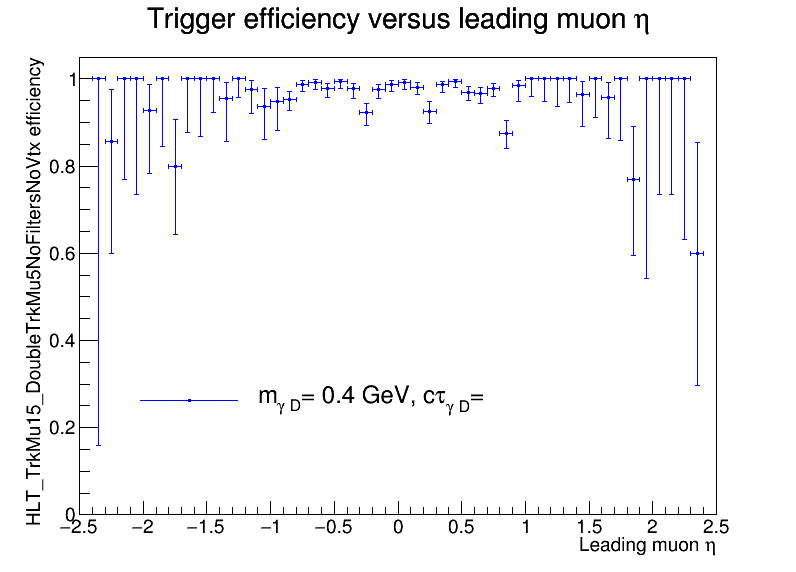 Trigger efficiency versus leading muon η
HLT_TrkMu15_DoubleTrkMu5NoFiltersNoVtx efficiency
1
0.8
0.6
0.4
0.2
0
m_γ D= 0.4 GeV, cτ_γ D=
−2.5 −2 −1.5 −1 −0.5 0 0.5 1 1.5 2 2.5
Leading muon η